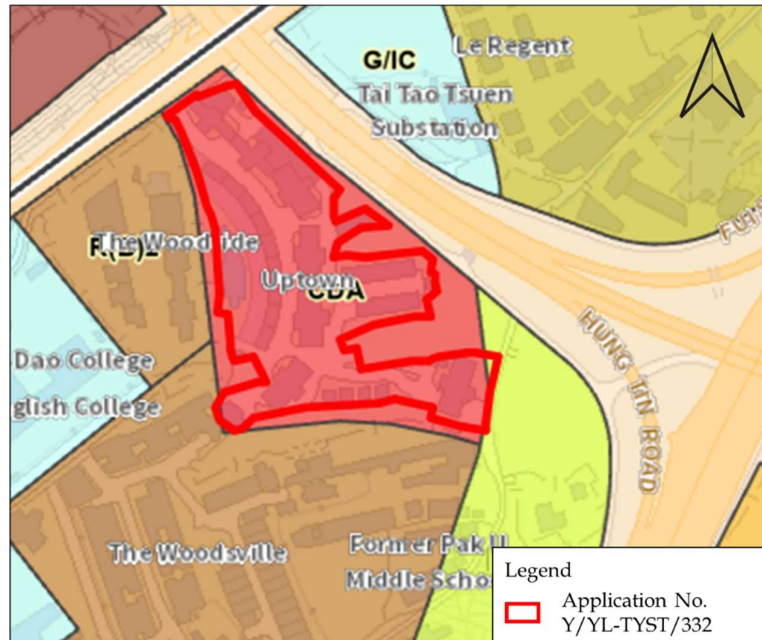 Le Regent
G/IC
Tai Tao Tsuen
Substation
The Woodside
Uptown
CDA
HUNG TIN ROAD
Dao College
glish College
The Woodsville
Former Pak U
Middle Scho
Legend
Application No.
Y/YL-TYST/332